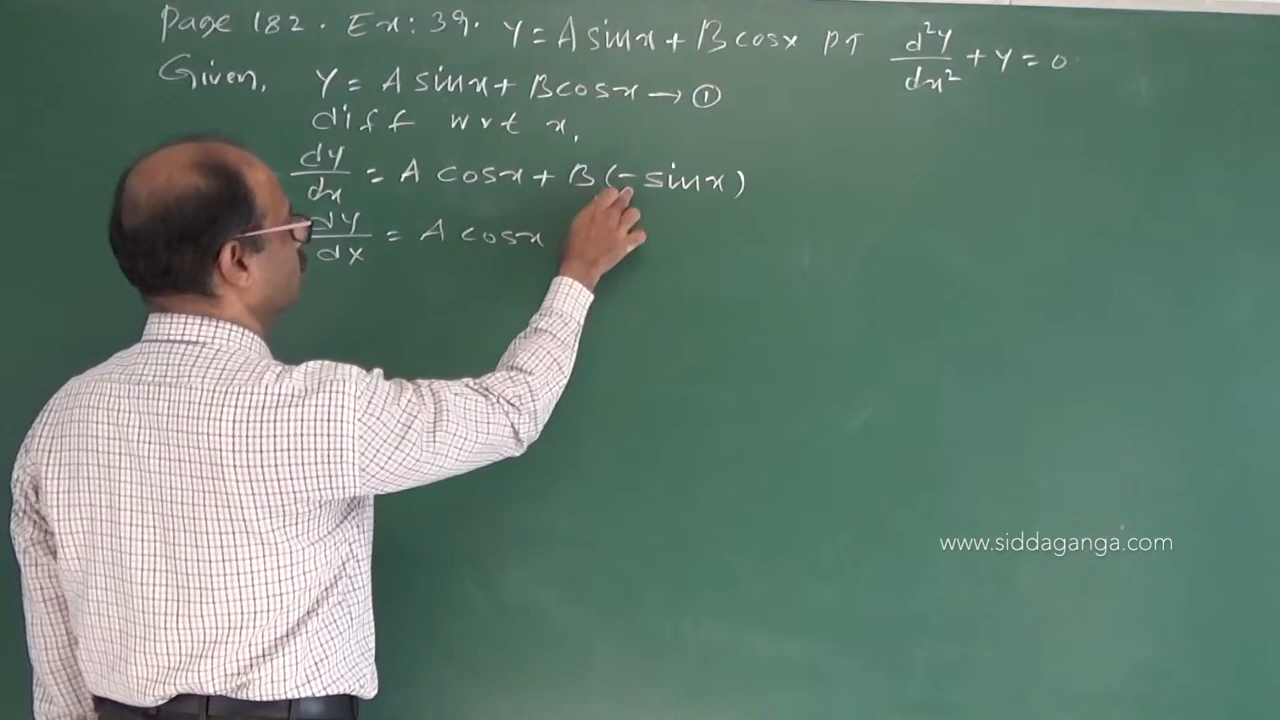 Page 182. Ex: 39. Y = A sinx + B cosx PT d²Y/dx² + Y = 0
Given, Y = A sinx + B cosx → ①
diff wrt x,
dy/dx = A cosx + B (-sinx)
dy/dx = A cosx
www.siddaganga.com